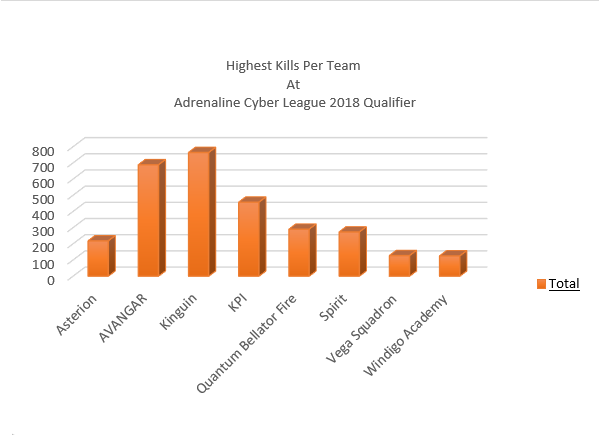 Highest Kills Per Team
At
Adrenaline Cyber League 2018 Qualifier
800
700
600
500
400
300
200
100
0
Asterion
AVANGAR
Kinguin
KPI
Quantum Bellator Fire
Spirit
Vega Squadron
Windigo Academy
Total